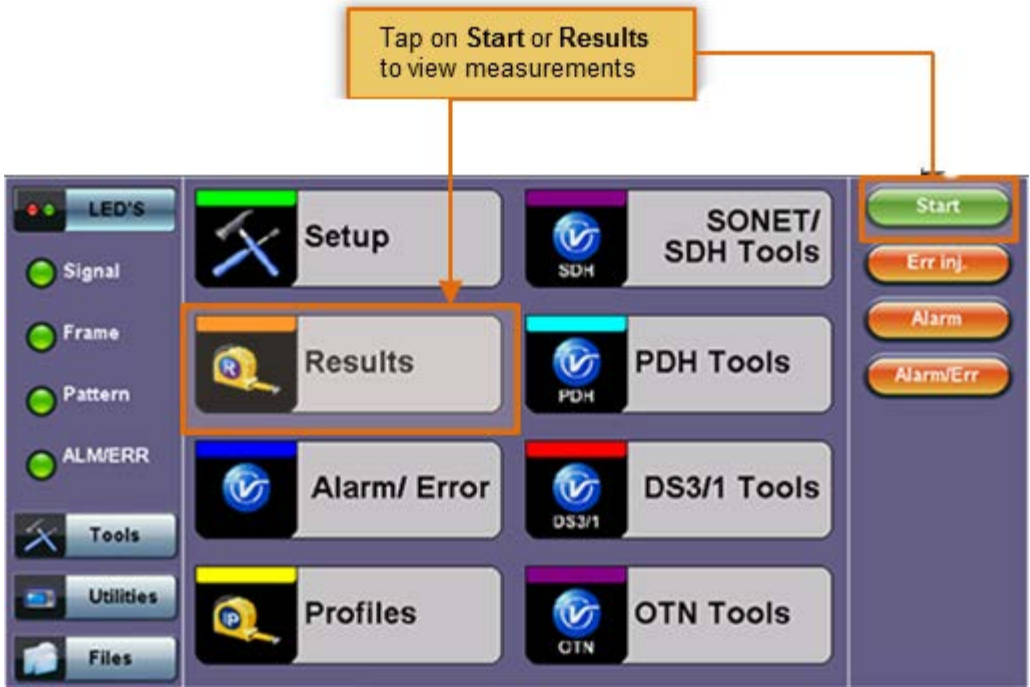 Tap on Start or Results
to view measurements
LED'S
Signal
Frame
Pattern
ALM/ERR
Tools
Utilities
Files
Setup
SONET/
SDH Tools
SDH
R
Results
PDH Tools
PDH
Alarm/ Error
DS3/1 Tools
DS3/1
P
Profiles
OTN Tools
OTN
Start
Err inj.
Alarm
Alarm/Err